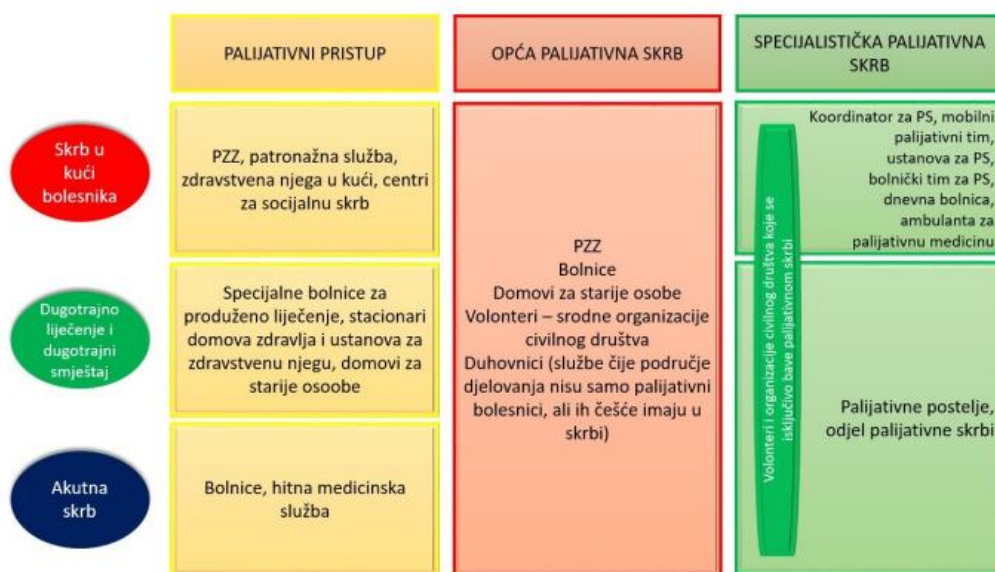 PALIJATIVNI PRISTUP
OPĆA PALIJATIVNA SKRB
SPECIJALISTIČKA PALIJATIVNA
SKRB
Skrb u
kući
bolesnika
PZZ, patronažna služba,
zdravstvena njega u kući, centri
za socijalnu skrb
Dugotrajno
liječenje i
dugotrajni
smještaj
Specijalne bolnice za
produženo liječenje, stacionari
domova zdravlja i ustanova za
zdravstvenu njegu, domovi za
starije osoobe
Akutna
skrb
Bolnice, hitna medicinska
služba
PZZ
Bolnice
Domovi za starije osobe
Volonteri – srodne organizacije
civilnog društva
Duhovnici (službe čije područje
djelovanja nisu samo palijativni
bolesnici, ali ih češće imaju u
skrbi)
Volonteri i organizacije civilnog društva koje se
isključivo bave palijativnom skrbi
Koordinator za PS, mobilni
palijativni tim,
ustanova za PS,
bolnički tim za PS,
dnevna bolnica,
ambulanta za
palijativnu medicinu
Palijativne postelje,
odjel palijativne skrbi